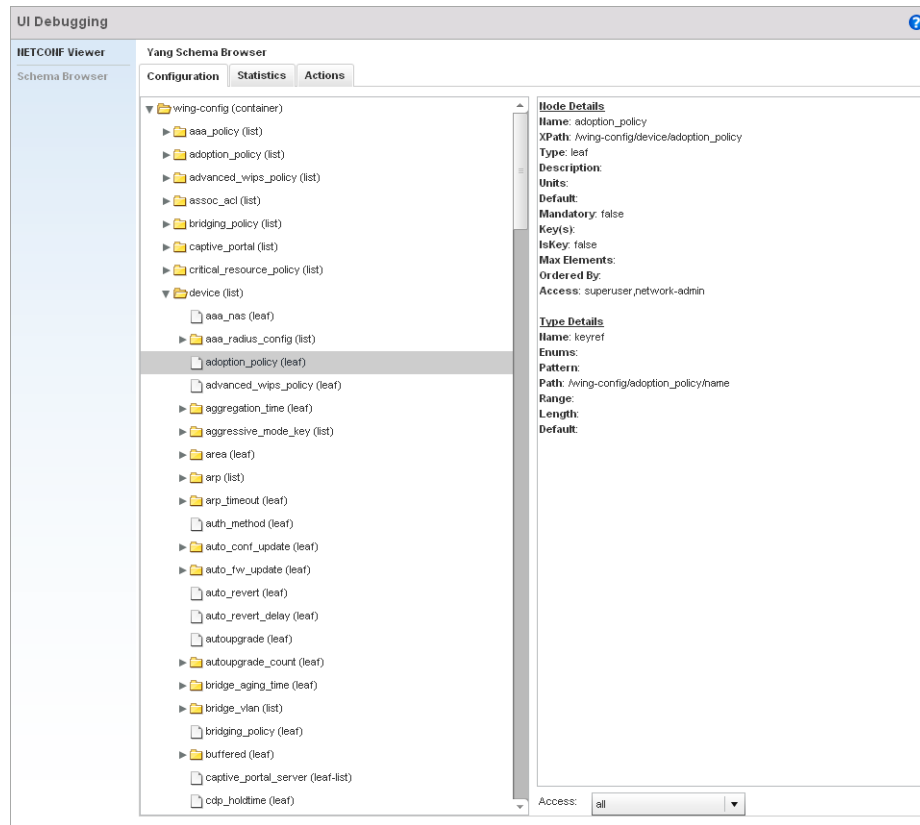 UI Debugging
NETCONF Viewer
Schema Browser
Yang Schema Browser
Configuration
Statistics
Actions
wing-config (container)
aaa_policy (list)
adoption_policy (list)
advanced_wips_policy (list)
assoc_acl (list)
bridging_policy (list)
captive_portal (list)
critical_resource_policy (list)
device (list)
aaa_nas (leaf)
aaa_radius_config (list)
adoption_policy (leaf)
advanced_wips_policy (leaf)
aggregation_time (leaf)
aggressive_mode_key (list)
area (leaf)
arp (list)
arp_timeout (leaf)
auth_method (leaf)
auto_conf_update (leaf)
auto_fw_update (leaf)
auto_revert (leaf)
auto_revert_delay (leaf)
autoupgrade (leaf)
autoupgrade_count (leaf)
bridge_aging_time (leaf)
bridge_vlan (list)
bridging_policy (leaf)
buffered (leaf)
captive_portal_server (leaf-list)
cdp_holdtime (leaf)
Node Details
Name: adoption_policy
XPath: /wing-config/device/adoption_policy
Type: leaf
Description:
Units:
Default:
Mandatory: false
Key(s):
IsKey: false
Max Elements:
Ordered By:
Access: superuser,network-admin
Type Details
Name: keyref
Enums:
Pattern:
Path: /wing-config/adoption_policy/name
Range:
Length:
Default:
Access: all